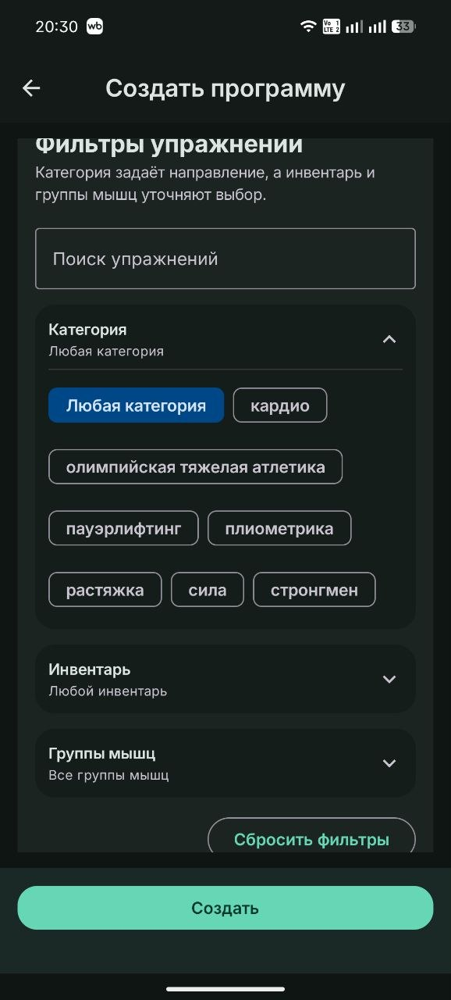 20:30 wb Vo 1 LTE 2 33
Создать программу
Фильтры упражнений
Категория задаёт направление, а инвентарь и
группы мышц уточняют выбор.
Поиск упражнений
Категория
Любая категория
Любая категория кардио
олимпийская тяжелая атлетика
пауэрлифтинг плиометрика
растяжка сила стронгмен
Инвентарь
Любой инвентарь
Группы мышц
Все группы мышц
Сбросить фильтры
Создать